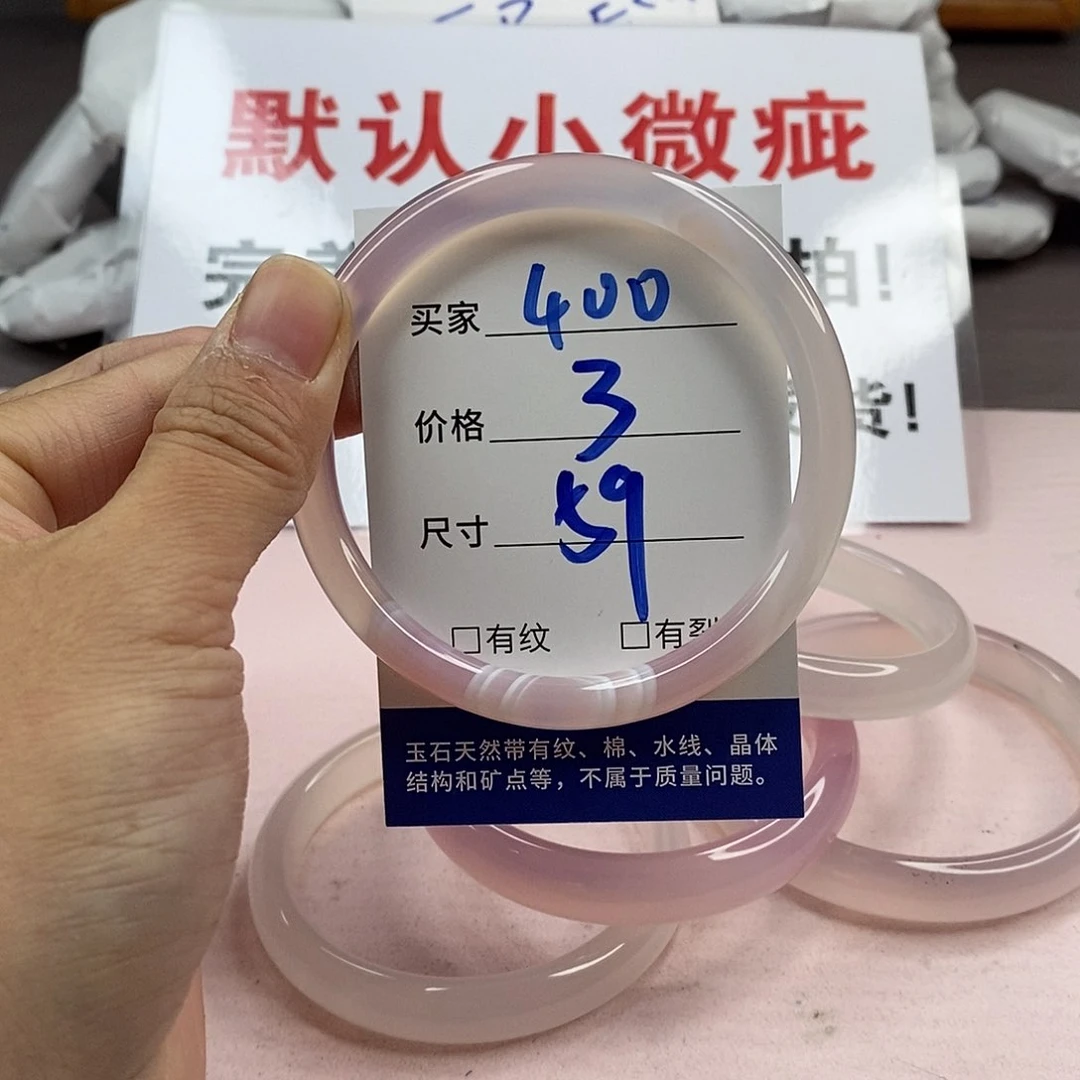 默认小微疵
完
拍！
货！
买家 400
价格 3
尺寸 59
□有纹 □有裂
玉石天然带有纹、棉、水线、晶体
结构和矿点等，不属于质量问题。